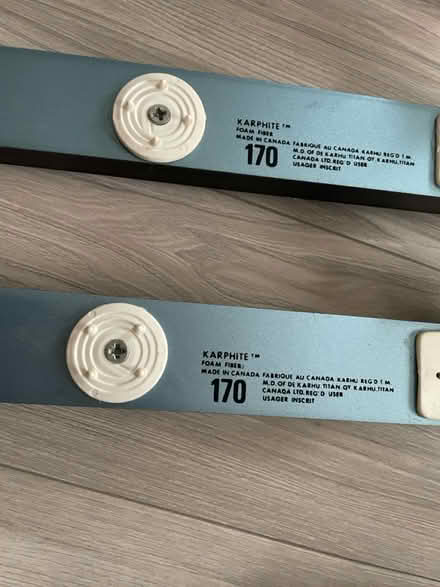 KARPHITE™
FOAM FIBER
MADE IN CANADA FABRIQUE AU CANADA KARHU REG'D T.M.
170 M.D. OF DE KARHU.TITAN OY KARHU.TITAN
CANADA LTD. REG'D USER
USAGER INSCRIT
KARPHITE™
FOAM FIBER
MADE IN CANADA FABRIQUE AU CANADA KARHU REG'D T.M.
170 M.D. OF DE KARHU.TITAN OY KARHU.TITAN
CANADA LTD. REG'D USER
USAGER INSCRIT